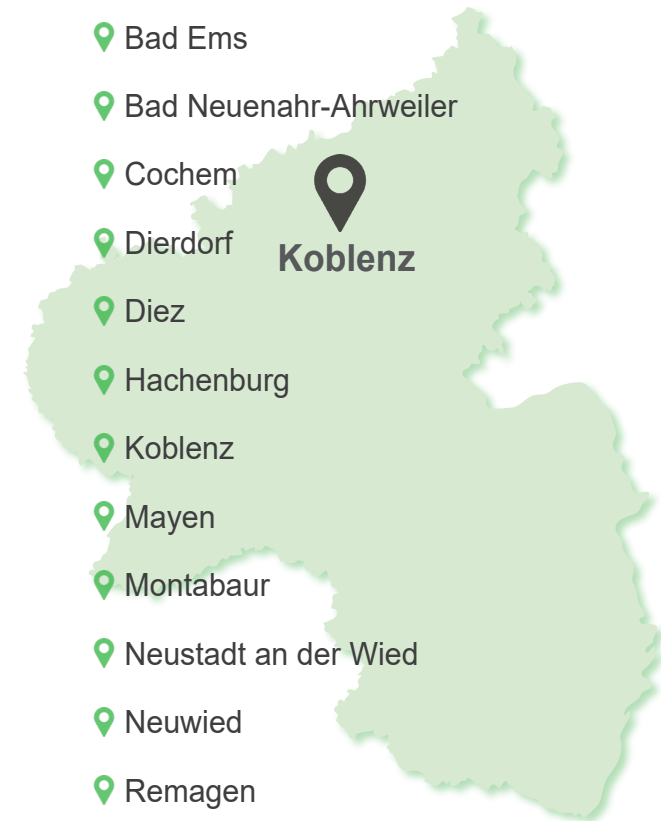 Bad Ems
Bad Neuenahr-Ahrweiler
Cochem
Dierdorf
Koblenz
Diez
Hachenburg
Koblenz
Mayen
Montabaur
Neustadt an der Wied
Neuwied
Remagen